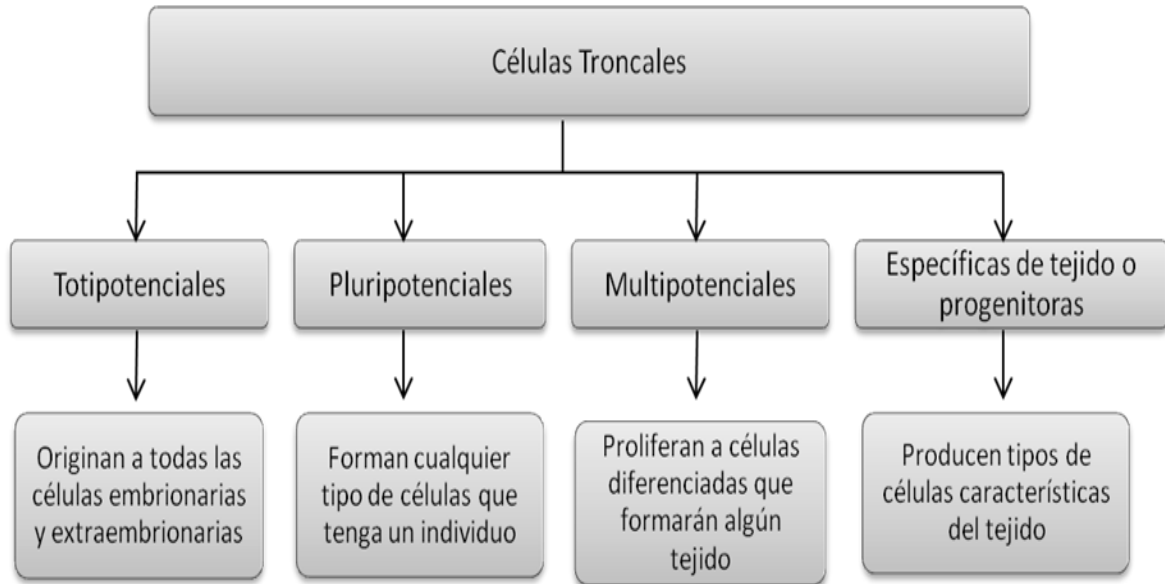 Células Troncales
Totipotenciales
Pluripotenciales
Multipotenciales
Específicas de tejido o
progenitoras
Originan a todas las
células embrionarias
y extraembrionarias
Forman cualquier
tipo de células que
tenga un individuo
Proliferan a células
diferenciadas que
formarán algún
tejido
Producen tipos de
células características
del tejido